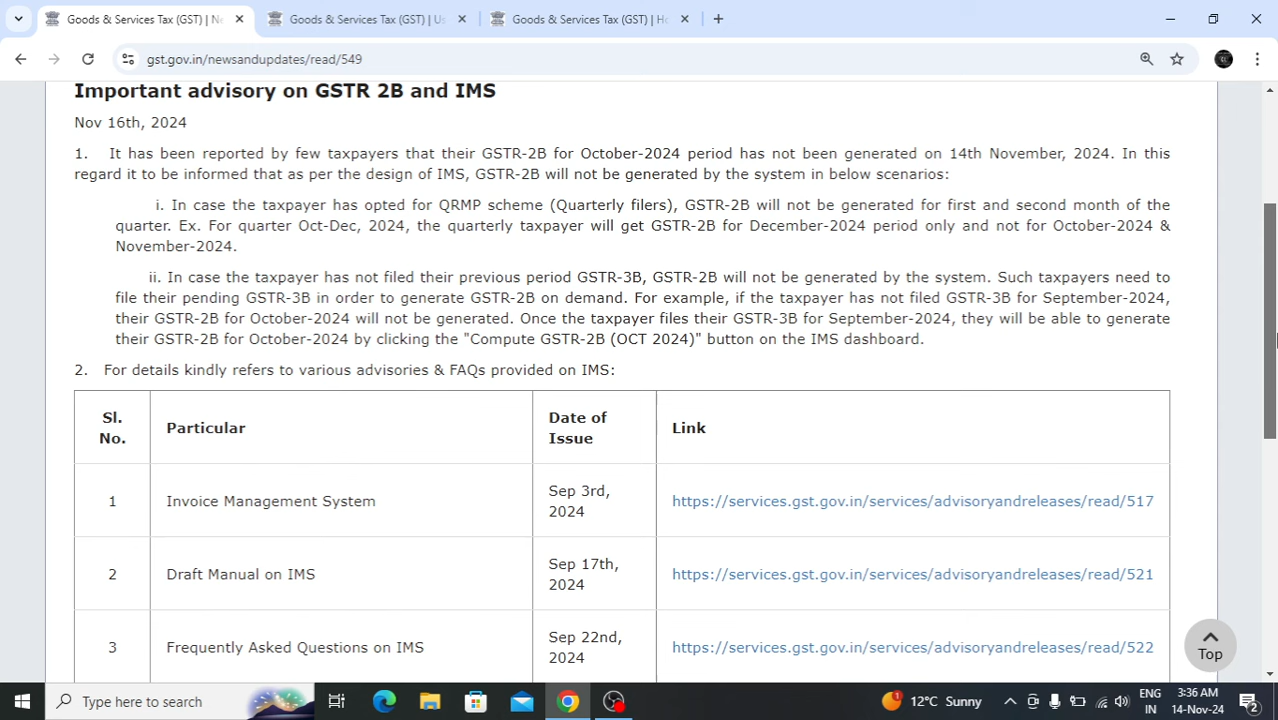 Goods & Services Tax (GST) | Ne
Goods & Services Tax (GST) | Us
Goods & Services Tax (GST) | Ho
gst.gov.in/newsandupdates/read/549
Important advisory on GSTR 2B and IMS
Nov 16th, 2024
1. It has been reported by few taxpayers that their GSTR-2B for October-2024 period has not been generated on 14th November, 2024. In this
regard it to be informed that as per the design of IMS, GSTR-2B will not be generated by the system in below scenarios:
i. In case the taxpayer has opted for QRMP scheme (Quarterly filers), GSTR-2B will not be generated for first and second month of the
quarter. Ex. For quarter Oct-Dec, 2024, the quarterly taxpayer will get GSTR-2B for December-2024 period only and not for October-2024 &
November-2024.
ii. In case the taxpayer has not filed their previous period GSTR-3B, GSTR-2B will not be generated by the system. Such taxpayers need to
file their pending GSTR-3B in order to generate GSTR-2B on demand. For example, if the taxpayer has not filed GSTR-3B for September-2024,
their GSTR-2B for October-2024 will not be generated. Once the taxpayer files their GSTR-3B for September-2024, they will be able to generate
their GSTR-2B for October-2024 by clicking the "Compute GSTR-2B (OCT 2024)" button on the IMS dashboard.
2. For details kindly refers to various advisories & FAQs provided on IMS:
Sl. No. Particular Date of Issue Link
1 Invoice Management System Sep 3rd, 2024 https://services.gst.gov.in/services/advisoryandreleases/read/517
2 Draft Manual on IMS Sep 17th, 2024 https://services.gst.gov.in/services/advisoryandreleases/read/521
3 Frequently Asked Questions on IMS Sep 22nd, 2024 https://services.gst.gov.in/services/advisoryandreleases/read/522
Top
Type here to search
1
12°C Sunny
ENG IN
3:36 AM
14-Nov-24
2